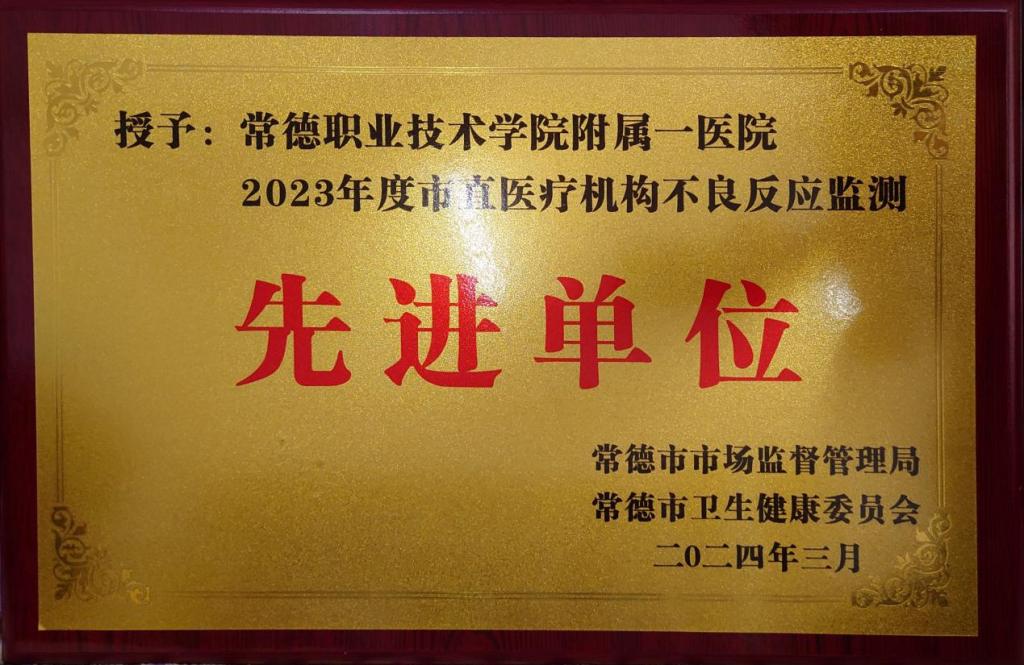 授予：常德职业技术学院附属一医院
2023年度市直医疗机构不良反应监测
先进单位
常德市市场监督管理局
常德市卫生健康委员会
二0二四年三月